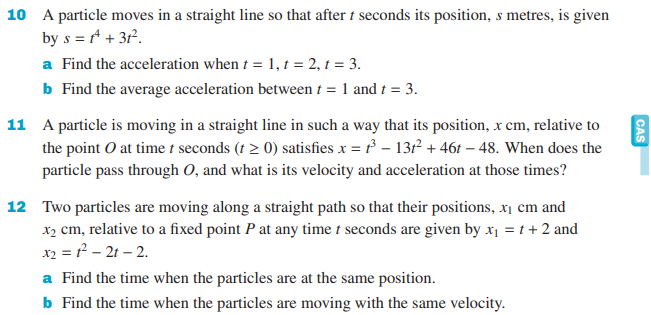 10 A particle moves in a straight line so that after t seconds its position, s metres, is given
by s = t⁴ + 3t².
a Find the acceleration when t = 1, t = 2, t = 3.
b Find the average acceleration between t = 1 and t = 3.
11 A particle is moving in a straight line in such a way that its position, x cm, relative to
the point O at time t seconds (t ≥ 0) satisfies x = t³ − 13t² + 46t − 48. When does the
particle pass through O, and what is its velocity and acceleration at those times?
CAS
12 Two particles are moving along a straight path so that their positions, x₁ cm and
x₂ cm, relative to a fixed point P at any time t seconds are given by x₁ = t + 2 and
x₂ = t² − 2t − 2.
a Find the time when the particles are at the same position.
b Find the time when the particles are moving with the same velocity.